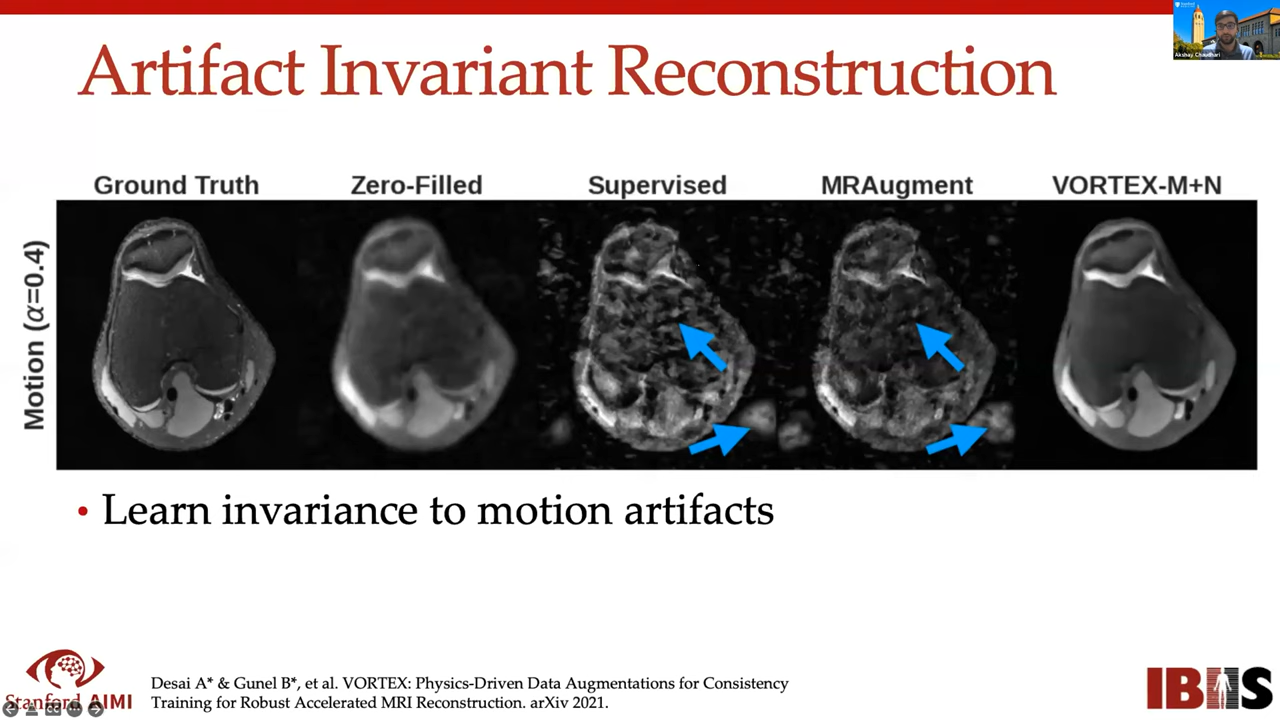 Artifact Invariant Reconstruction
Akshay Chaudhari
Ground Truth
Zero-Filled
Supervised
MRAugment
VORTEX-M+N
Motion (α=0.4)
• Learn invariance to motion artifacts
Stanford AIMI
Desai A* & Gunel B*, et al. VORTEX: Physics-Driven Data Augmentations for Consistency
Training for Robust Accelerated MRI Reconstruction. arXiv 2021.
IBIIS